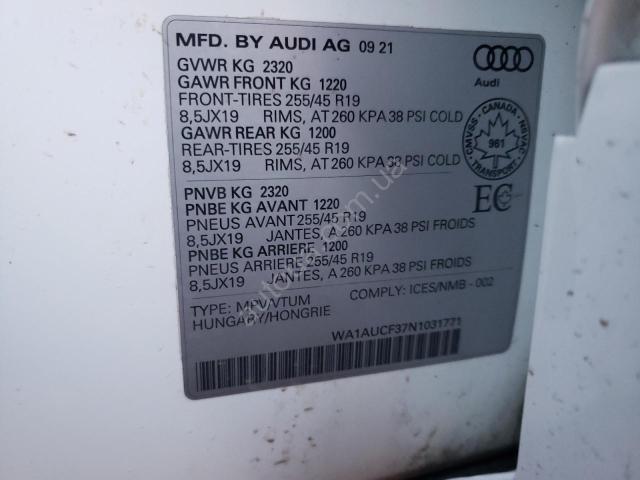 MFD. BY AUDI AG 09 21
GVWR KG 2320
GAWR FRONT KG 1220
FRONT-TIRES 255/45 R19
8,5JX19 RIMS, AT 260 KPA 38 PSI COLD
GAWR REAR KG 1200
REAR-TIRES 255/45 R19
8,5JX19 RIMS, AT 260 KPA 38 PSI COLD
Audi
CMVSS - CANADA - NSVAC
961
TRANSPORT
EC
PNVB KG 2320
PNBE KG AVANT 1220
PNEUS AVANT 255/45 R19
8,5JX19 JANTES, A 260 KPA 38 PSI FROIDS
PNBE KG ARRIERE 1200
PNEUS ARRIERE 255/45 R19
8,5JX19 JANTES, A 260 KPA 38 PSI FROIDS
TYPE: MPV/VTUM COMPLY: ICES/NMB - 002
HUNGARY/HONGRIE
WA1AUCF37N1031771